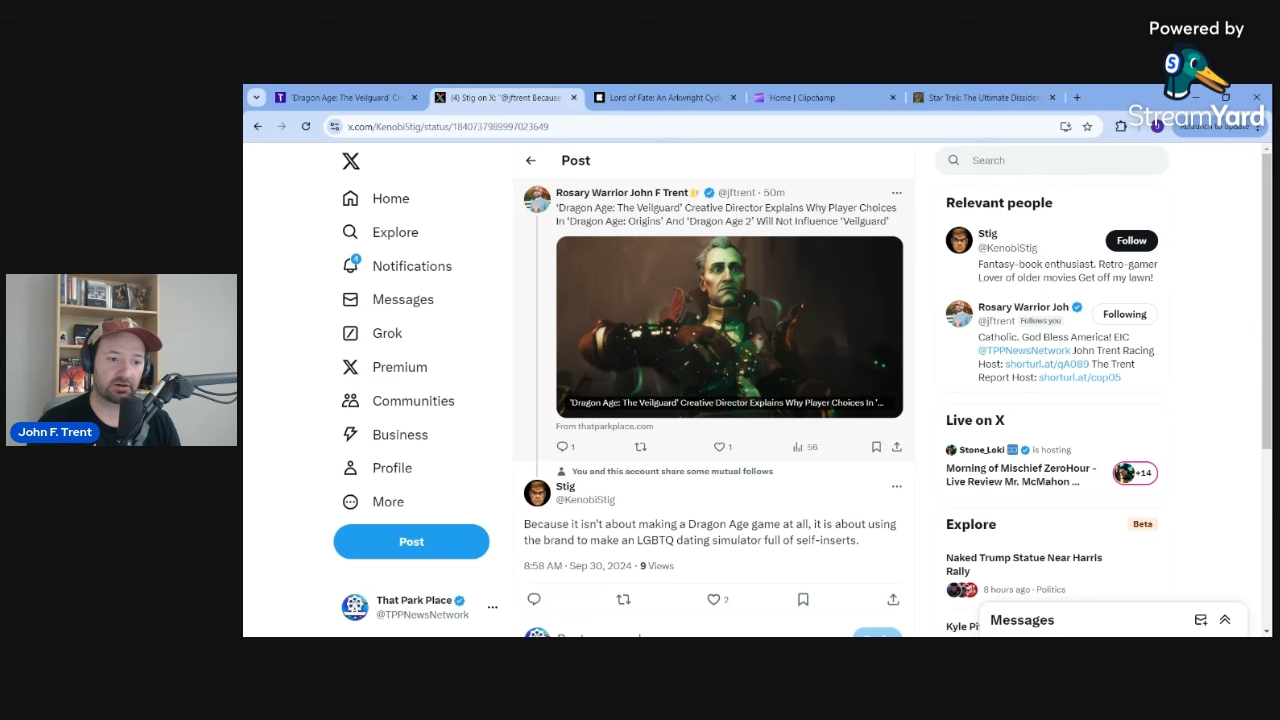 Powered by
StreamYard
'Dragon Age: The Veilguard' Cr
(4) Stig on X: "@jftrent Becaus
Lord of Fate: An Arkwright Cycl
Home | Clipchamp
Star Trek: The Ultimate Dissiden
x.com/KenobiStig/status/1840737989997023649
Relaunch to update
Home
Explore
4
Notifications
Messages
Grok
Premium
Communities
Business
Profile
More
Post
That Park Place
@TPPNewsNetwork
Post
Rosary Warrior John F Trent @jftrent · 50m
'Dragon Age: The Veilguard' Creative Director Explains Why Player Choices
In 'Dragon Age: Origins' And 'Dragon Age 2' Will Not Influence 'Veilguard'
'Dragon Age: The Veilguard' Creative Director Explains Why Player Choices In '...
From thatparkplace.com
1 1 56
You and this account share some mutual follows
Stig
@KenobiStig
Because it isn't about making a Dragon Age game at all, it is about using
the brand to make an LGBTQ dating simulator full of self-inserts.
8:58 AM · Sep 30, 2024 · 9 Views
2
Search
Relevant people
Stig
@KenobiStig
Follow
Fantasy-book enthusiast. Retro-gamer
Lover of older movies Get off my lawn!
Rosary Warrior Joh
@jftrent Follows you
Following
Catholic. God Bless America! EIC
@TPPNewsNetwork John Trent Racing
Host: shorturl.at/qA089 The Trent
Report Host: shorturl.at/cop05
Live on X
Stone_Loki is hosting
Morning of Mischief ZeroHour -
Live Review Mr. McMahon ...
+14
Explore
Beta
Naked Trump Statue Near Harris
Rally
8 hours ago · Politics
Messages
John F. Trent